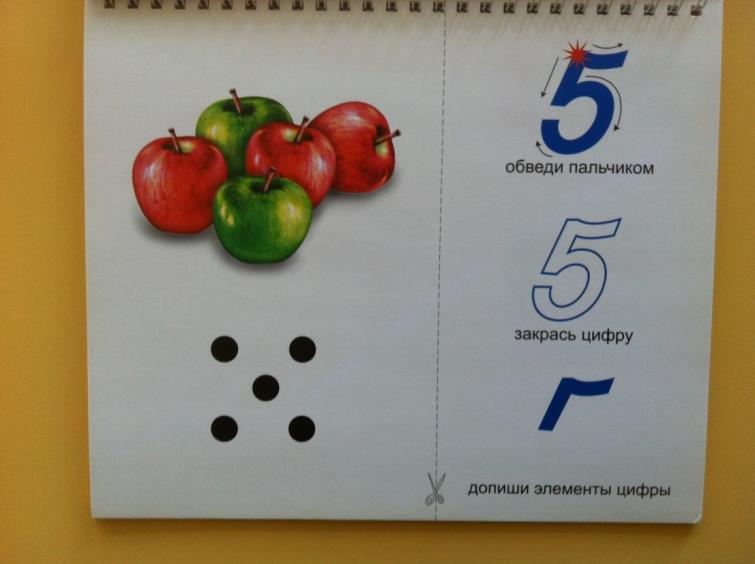 5
обведи пальчиком
5
закрась цифру
допиши элементы цифры